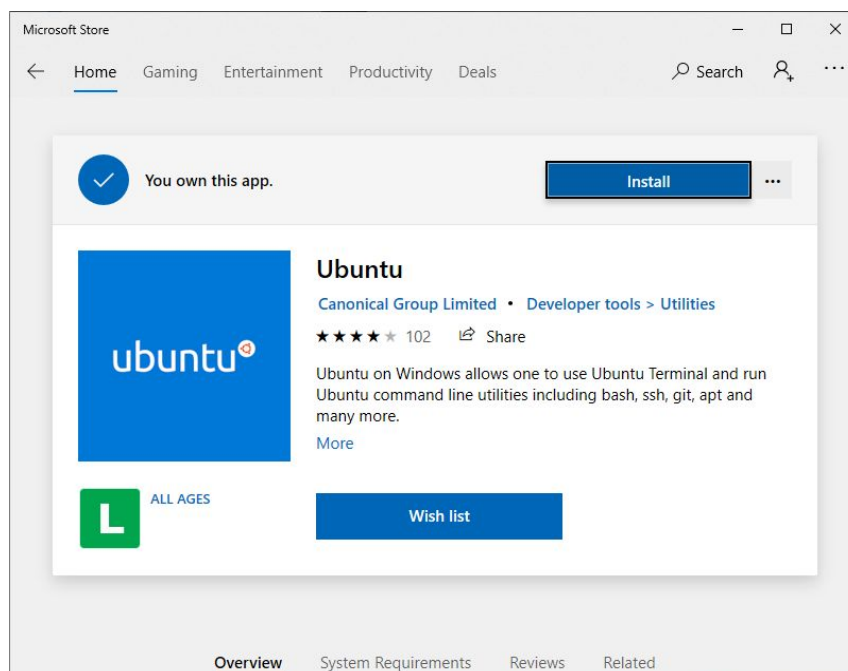 Microsoft Store
Home Gaming Entertainment Productivity Deals Search
You own this app. Install
ubuntu
Ubuntu
Canonical Group Limited • Developer tools > Utilities
102 Share
Ubuntu on Windows allows one to use Ubuntu Terminal and run
Ubuntu command line utilities including bash, ssh, git, apt and
many more.
More
L ALL AGES
Wish list
Overview System Requirements Reviews Related